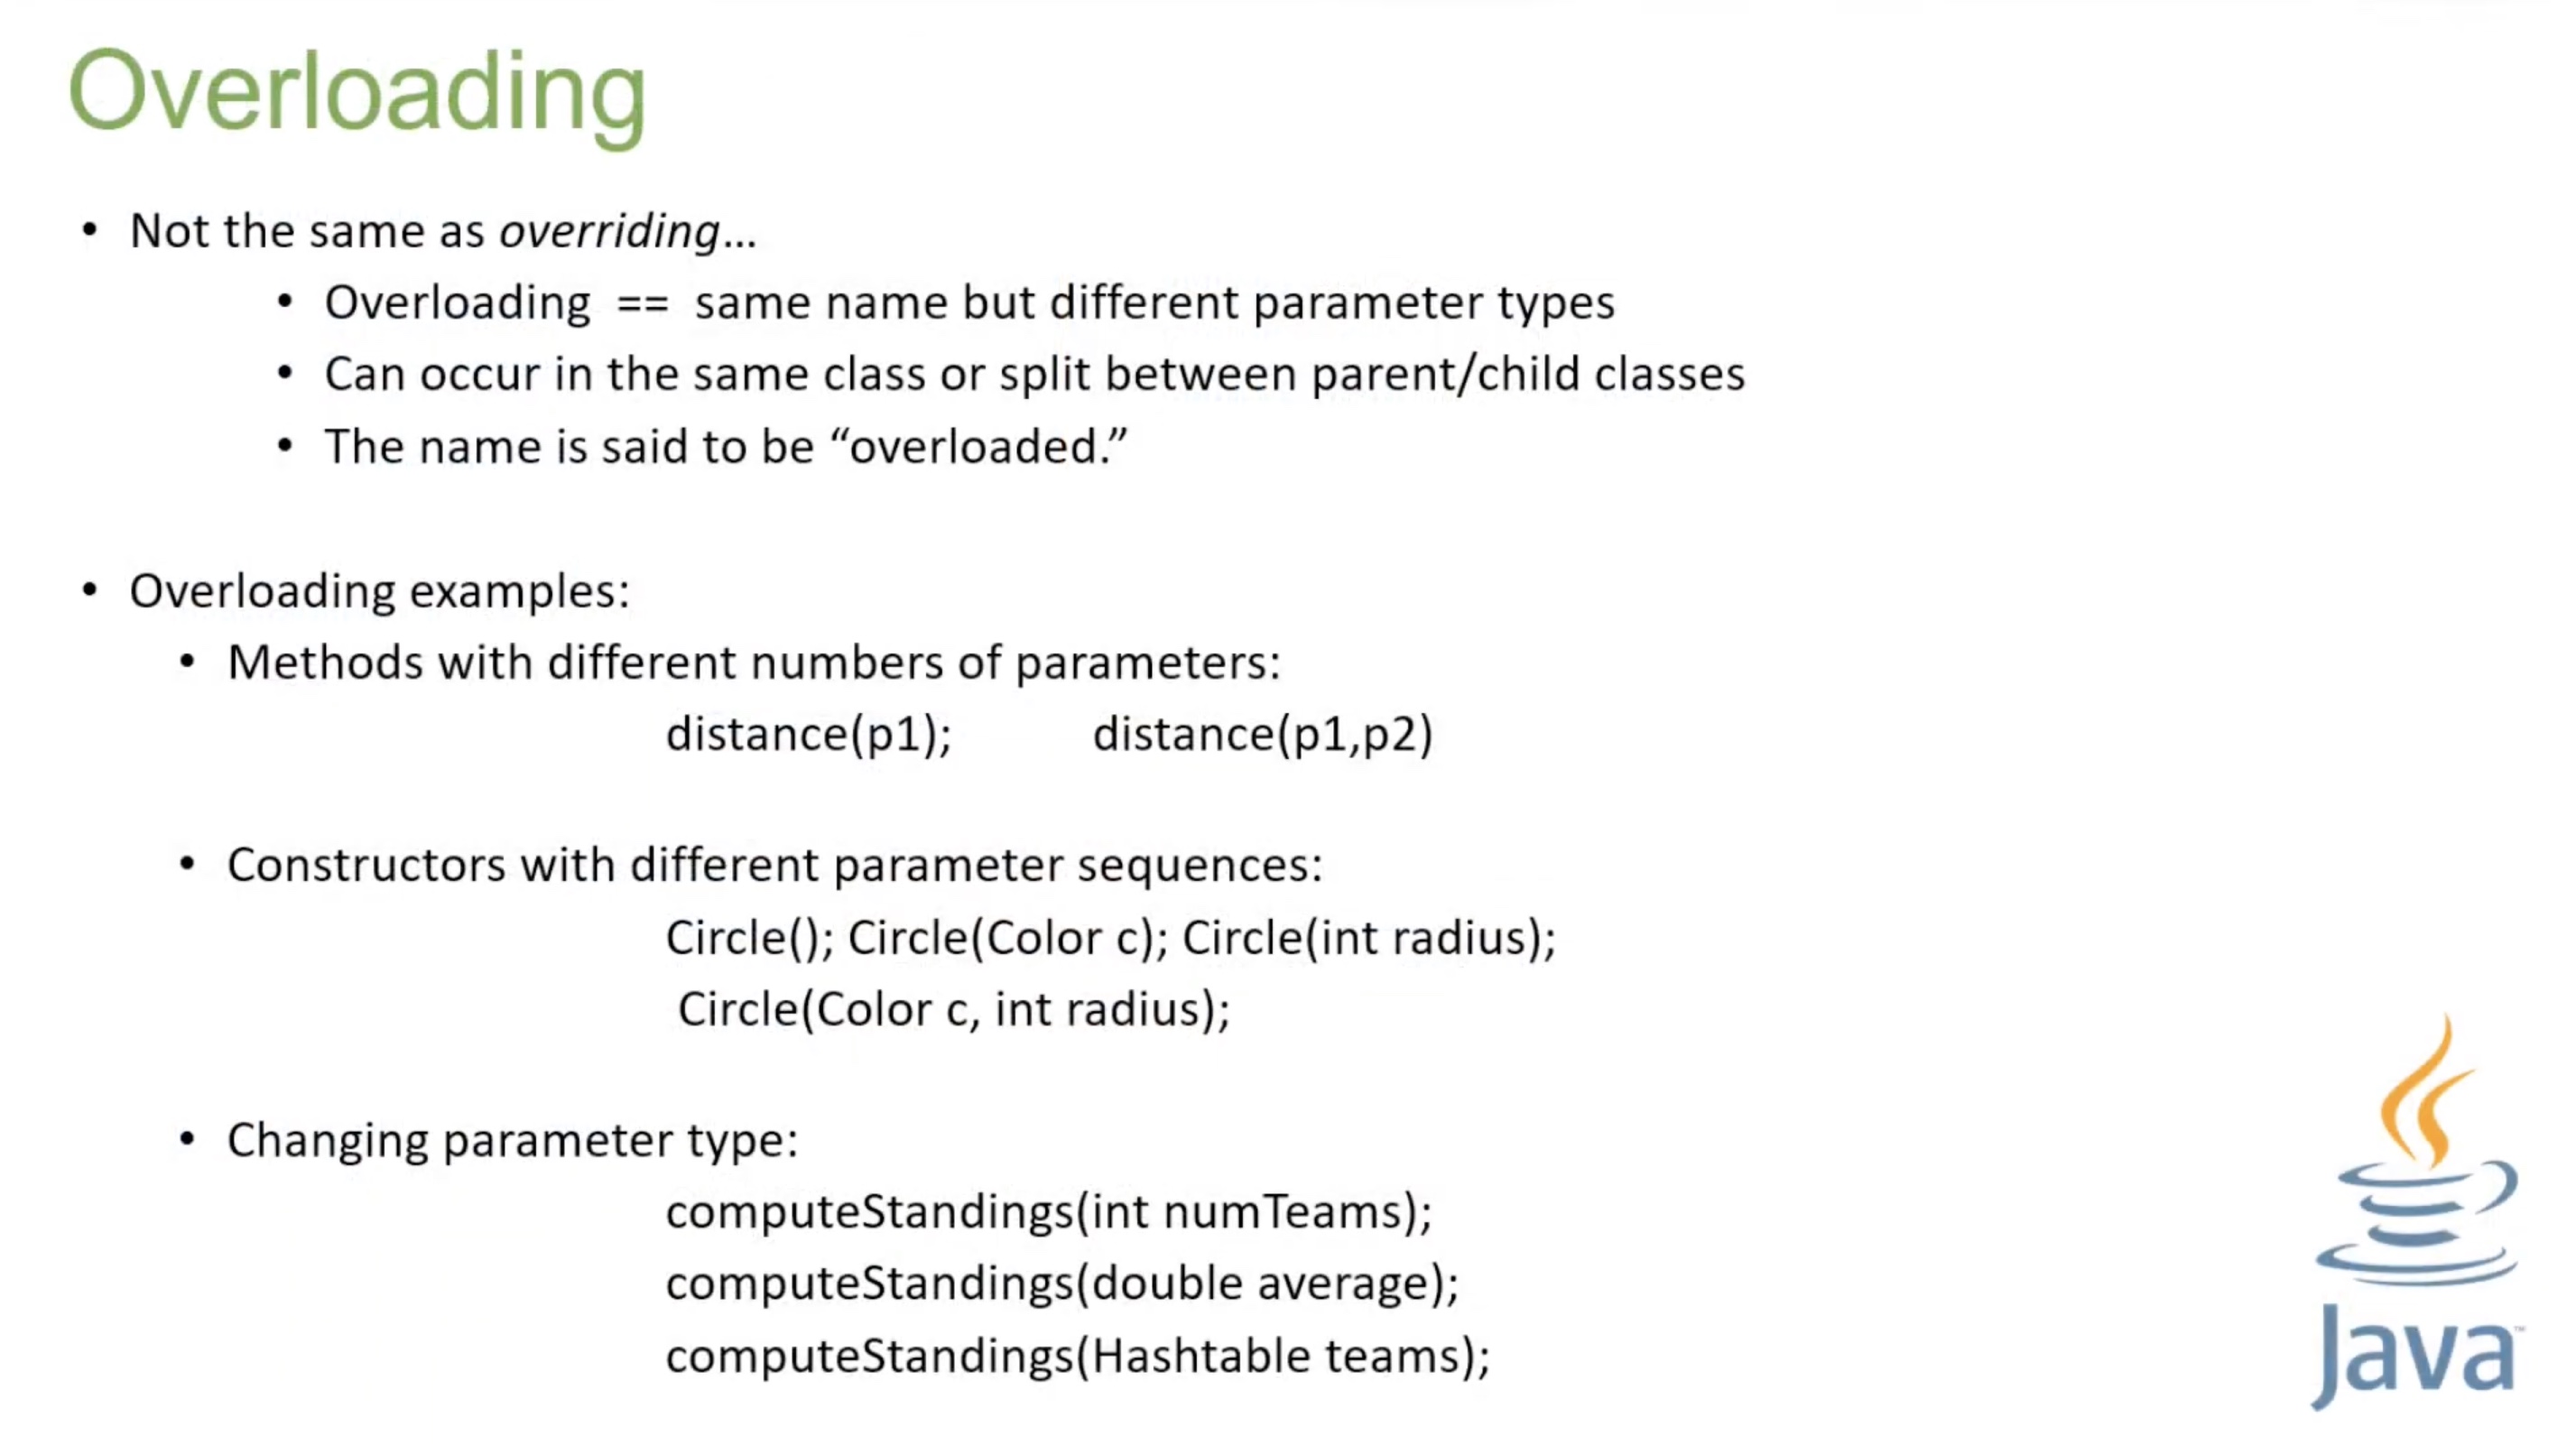 Overloading
• Not the same as overriding…
• Overloading == same name but different parameter types
• Can occur in the same class or split between parent/child classes
• The name is said to be “overloaded.”
• Overloading examples:
• Methods with different numbers of parameters:
distance(p1); distance(p1,p2)
• Constructors with different parameter sequences:
Circle(); Circle(Color c); Circle(int radius);
Circle(Color c, int radius);
• Changing parameter type:
computeStandings(int numTeams);
computeStandings(double average);
computeStandings(Hashtable teams);
Java™